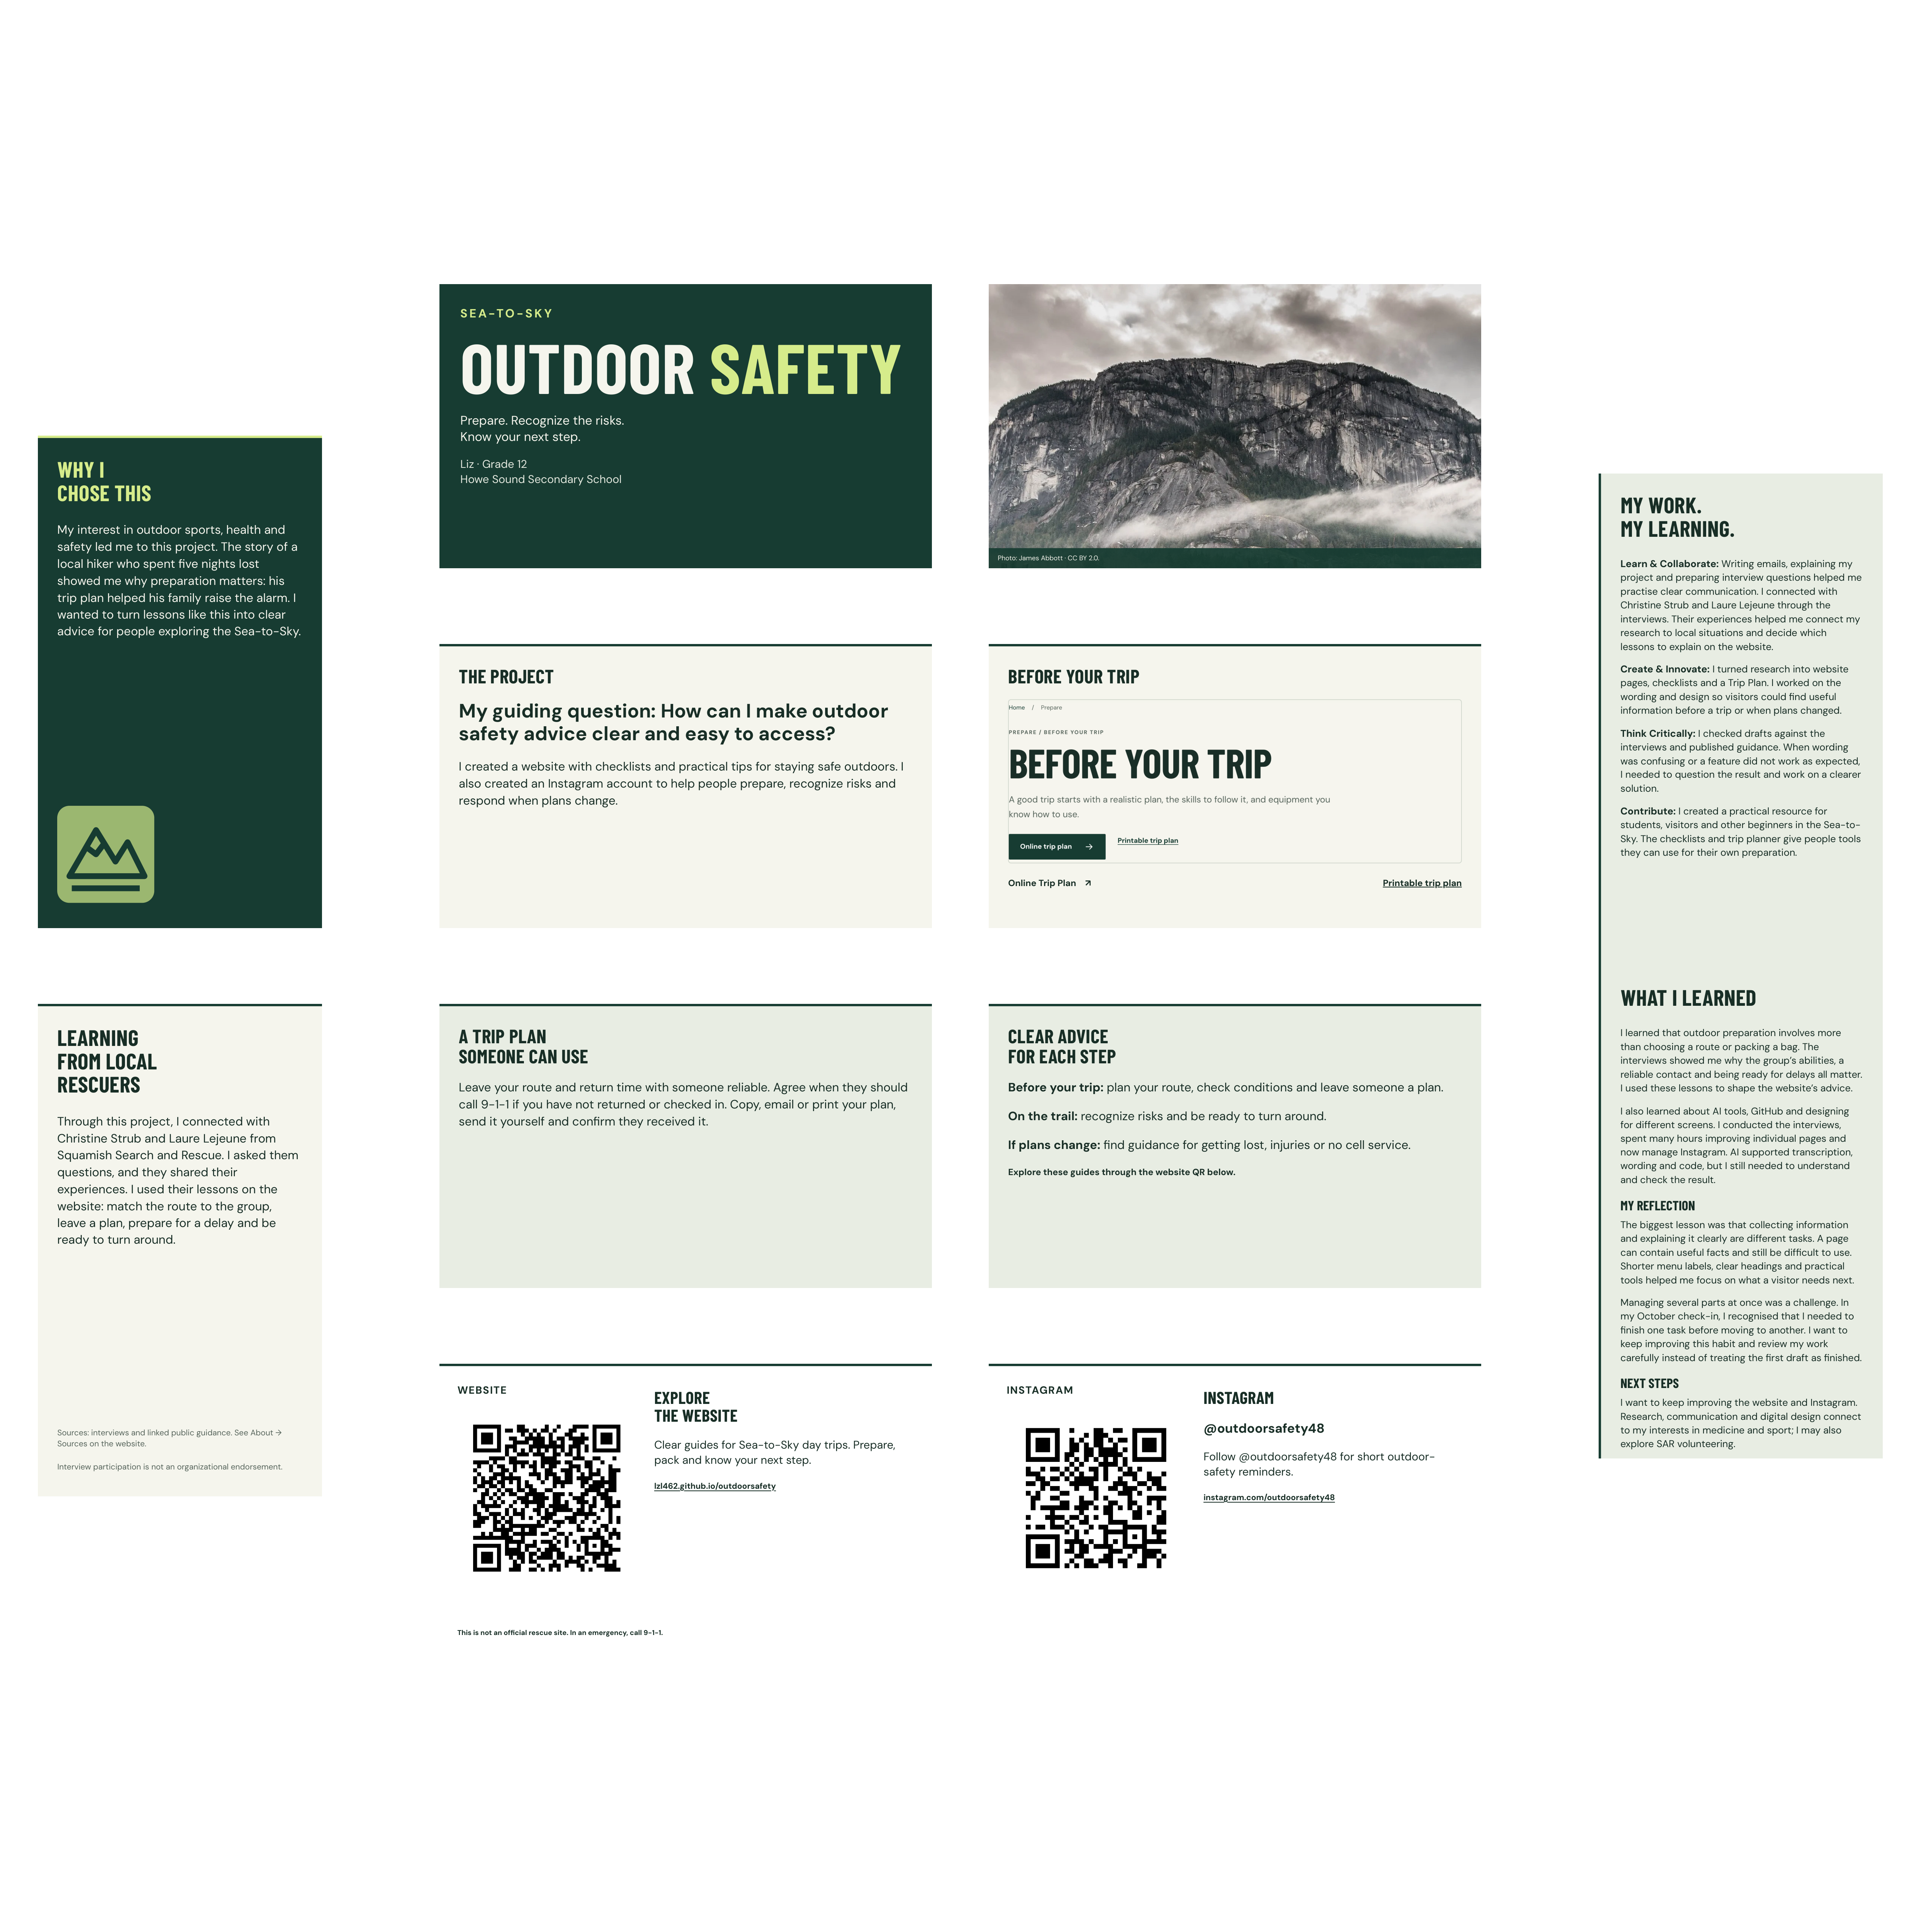 WHY I
CHOSE THIS
My interest in outdoor sports, health and
safety led me to this project. The story of a
local hiker who spent five nights lost
showed me why preparation matters: his
trip plan helped his family raise the alarm. I
wanted to turn lessons like this into clear
advice for people exploring the Sea-to-Sky.
LEARNING
FROM LOCAL
RESCUERS
Through this project, I connected with
Christine Strub and Laure Lejeune from
Squamish Search and Rescue. I asked them
questions, and they shared their
experiences. I used their lessons on the
website: match the route to the group,
leave a plan, prepare for a delay and be
ready to turn around.
Sources: interviews and linked public guidance. See About →
Sources on the website.
Interview participation is not an organizational endorsement.
SEA-TO-SKY
OUTDOOR SAFETY
Prepare. Recognize the risks.
Know your next step.
Liz · Grade 12
Howe Sound Secondary School
Photo: James Abbott · CC BY 2.0.
THE PROJECT
My guiding question: How can I make outdoor
safety advice clear and easy to access?
I created a website with checklists and practical tips for staying safe outdoors. I
also created an Instagram account to help people prepare, recognize risks and
respond when plans change.
BEFORE YOUR TRIP
Home / Prepare
PREPARE / BEFORE YOUR TRIP
BEFORE YOUR TRIP
A good trip starts with a realistic plan, the skills to follow it, and equipment you
know how to use.
Online trip plan →
Printable trip plan
Online Trip Plan ↗
Printable trip plan
A TRIP PLAN
SOMEONE CAN USE
Leave your route and return time with someone reliable. Agree when they should
call 9-1-1 if you have not returned or checked in. Copy, email or print your plan,
send it yourself and confirm they received it.
CLEAR ADVICE
FOR EACH STEP
Before your trip: plan your route, check conditions and leave someone a plan.
On the trail: recognize risks and be ready to turn around.
If plans change: find guidance for getting lost, injuries or no cell service.
Explore these guides through the website QR below.
WEBSITE
EXPLORE
THE WEBSITE
Clear guides for Sea-to-Sky day trips. Prepare,
pack and know your next step.
lzl462.github.io/outdoorsafety
This is not an official rescue site. In an emergency, call 9-1-1.
INSTAGRAM
INSTAGRAM
@outdoorsafety48
Follow @outdoorsafety48 for short outdoor-
safety reminders.
instagram.com/outdoorsafety48
MY WORK.
MY LEARNING.
Learn & Collaborate: Writing emails, explaining my
project and preparing interview questions helped me
practise clear communication. I connected with
Christine Strub and Laure Lejeune through the
interviews. Their experiences helped me connect my
research to local situations and decide which
lessons to explain on the website.
Create & Innovate: I turned research into website
pages, checklists and a Trip Plan. I worked on the
wording and design so visitors could find useful
information before a trip or when plans changed.
Think Critically: I checked drafts against the
interviews and published guidance. When wording
was confusing or a feature did not work as expected,
I needed to question the result and work on a clearer
solution.
Contribute: I created a practical resource for
students, visitors and other beginners in the Sea-to-
Sky. The checklists and trip planner give people tools
they can use for their own preparation.
WHAT I LEARNED
I learned that outdoor preparation involves more
than choosing a route or packing a bag. The
interviews showed me why the group's abilities, a
reliable contact and being ready for delays all matter.
I used these lessons to shape the website's advice.
I also learned about AI tools, GitHub and designing
for different screens. I conducted the interviews,
spent many hours improving individual pages and
now manage Instagram. AI supported transcription,
wording and code, but I still needed to understand
and check the result.
MY REFLECTION
The biggest lesson was that collecting information
and explaining it clearly are different tasks. A page
can contain useful facts and still be difficult to use.
Shorter menu labels, clear headings and practical
tools helped me focus on what a visitor needs next.
Managing several parts at once was a challenge. In
my October check-in, I recognised that I needed to
finish one task before moving to another. I want to
keep improving this habit and review my work
carefully instead of treating the first draft as finished.
NEXT STEPS
I want to keep improving the website and Instagram.
Research, communication and digital design connect
to my interests in medicine and sport; I may also
explore SAR volunteering.